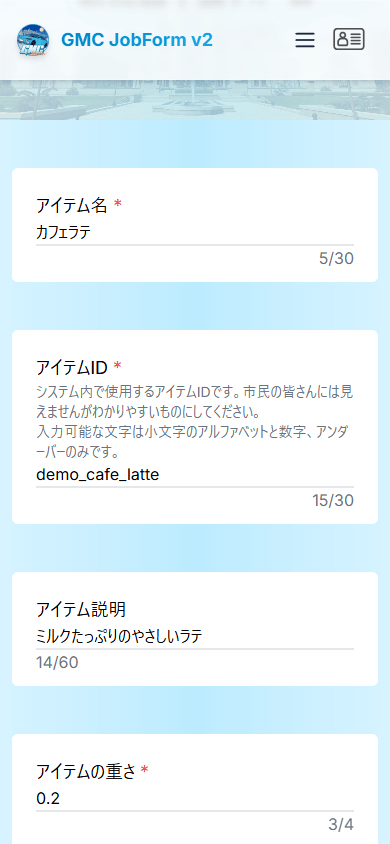 GMC
GMC JobForm v2
アイテム名 *
カフェラテ
5/30
アイテムID *
システム内で使用するアイテムIDです。市民の皆さんには見
えませんがわかりやすいものにしてください。
入力可能な文字は小文字のアルファベットと数字、アンダ
ーバーのみです。
demo_cafe_latte
15/30
アイテム説明
ミルクたっぷりのやさしいラテ
14/60
アイテムの重さ *
0.2
3/4